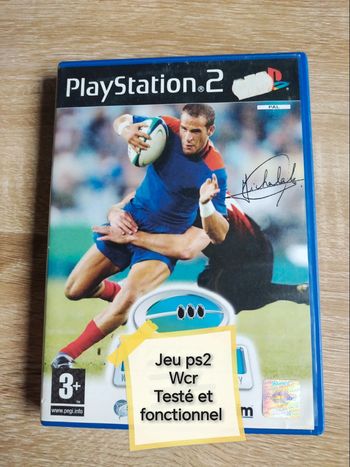 PlayStation.2
PAL
Jeu ps2
Wcr
Testé et
fonctionnel
3+
www.pegi.info